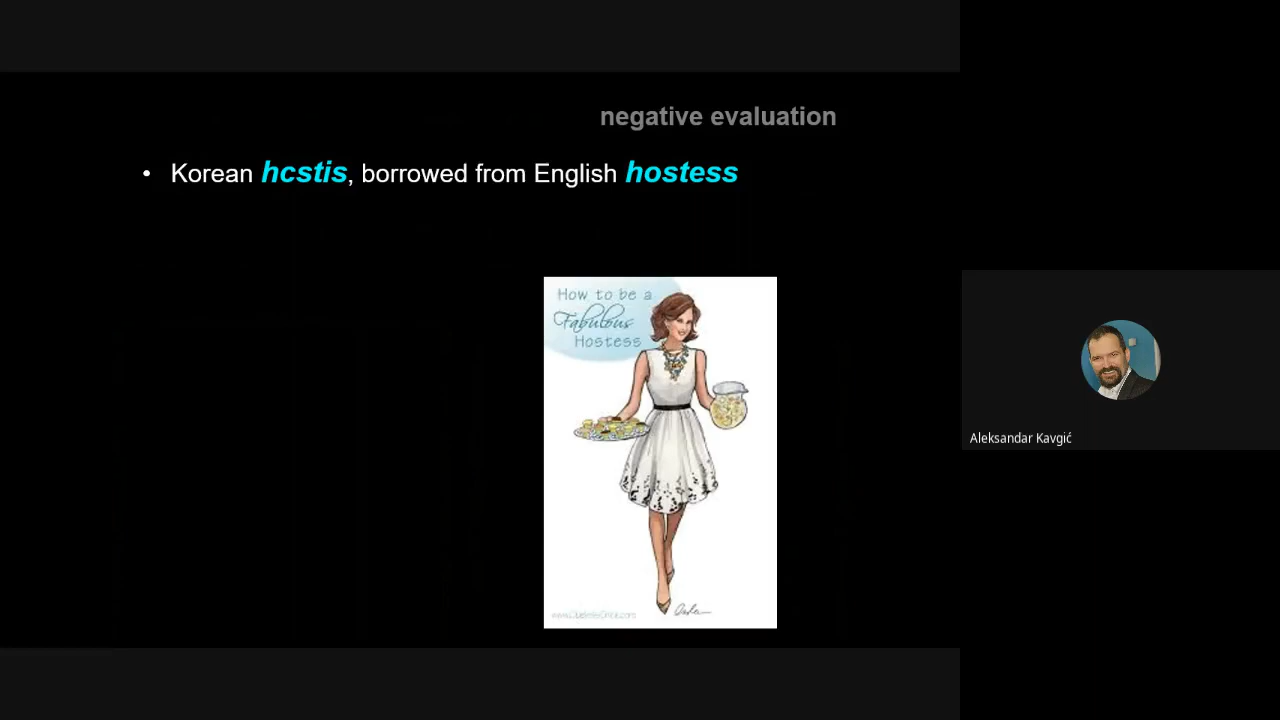 negative evaluation
• Korean hcstis, borrowed from English hostess
How to be a
Fabulous
Hostess
Aleksandar Kavgić